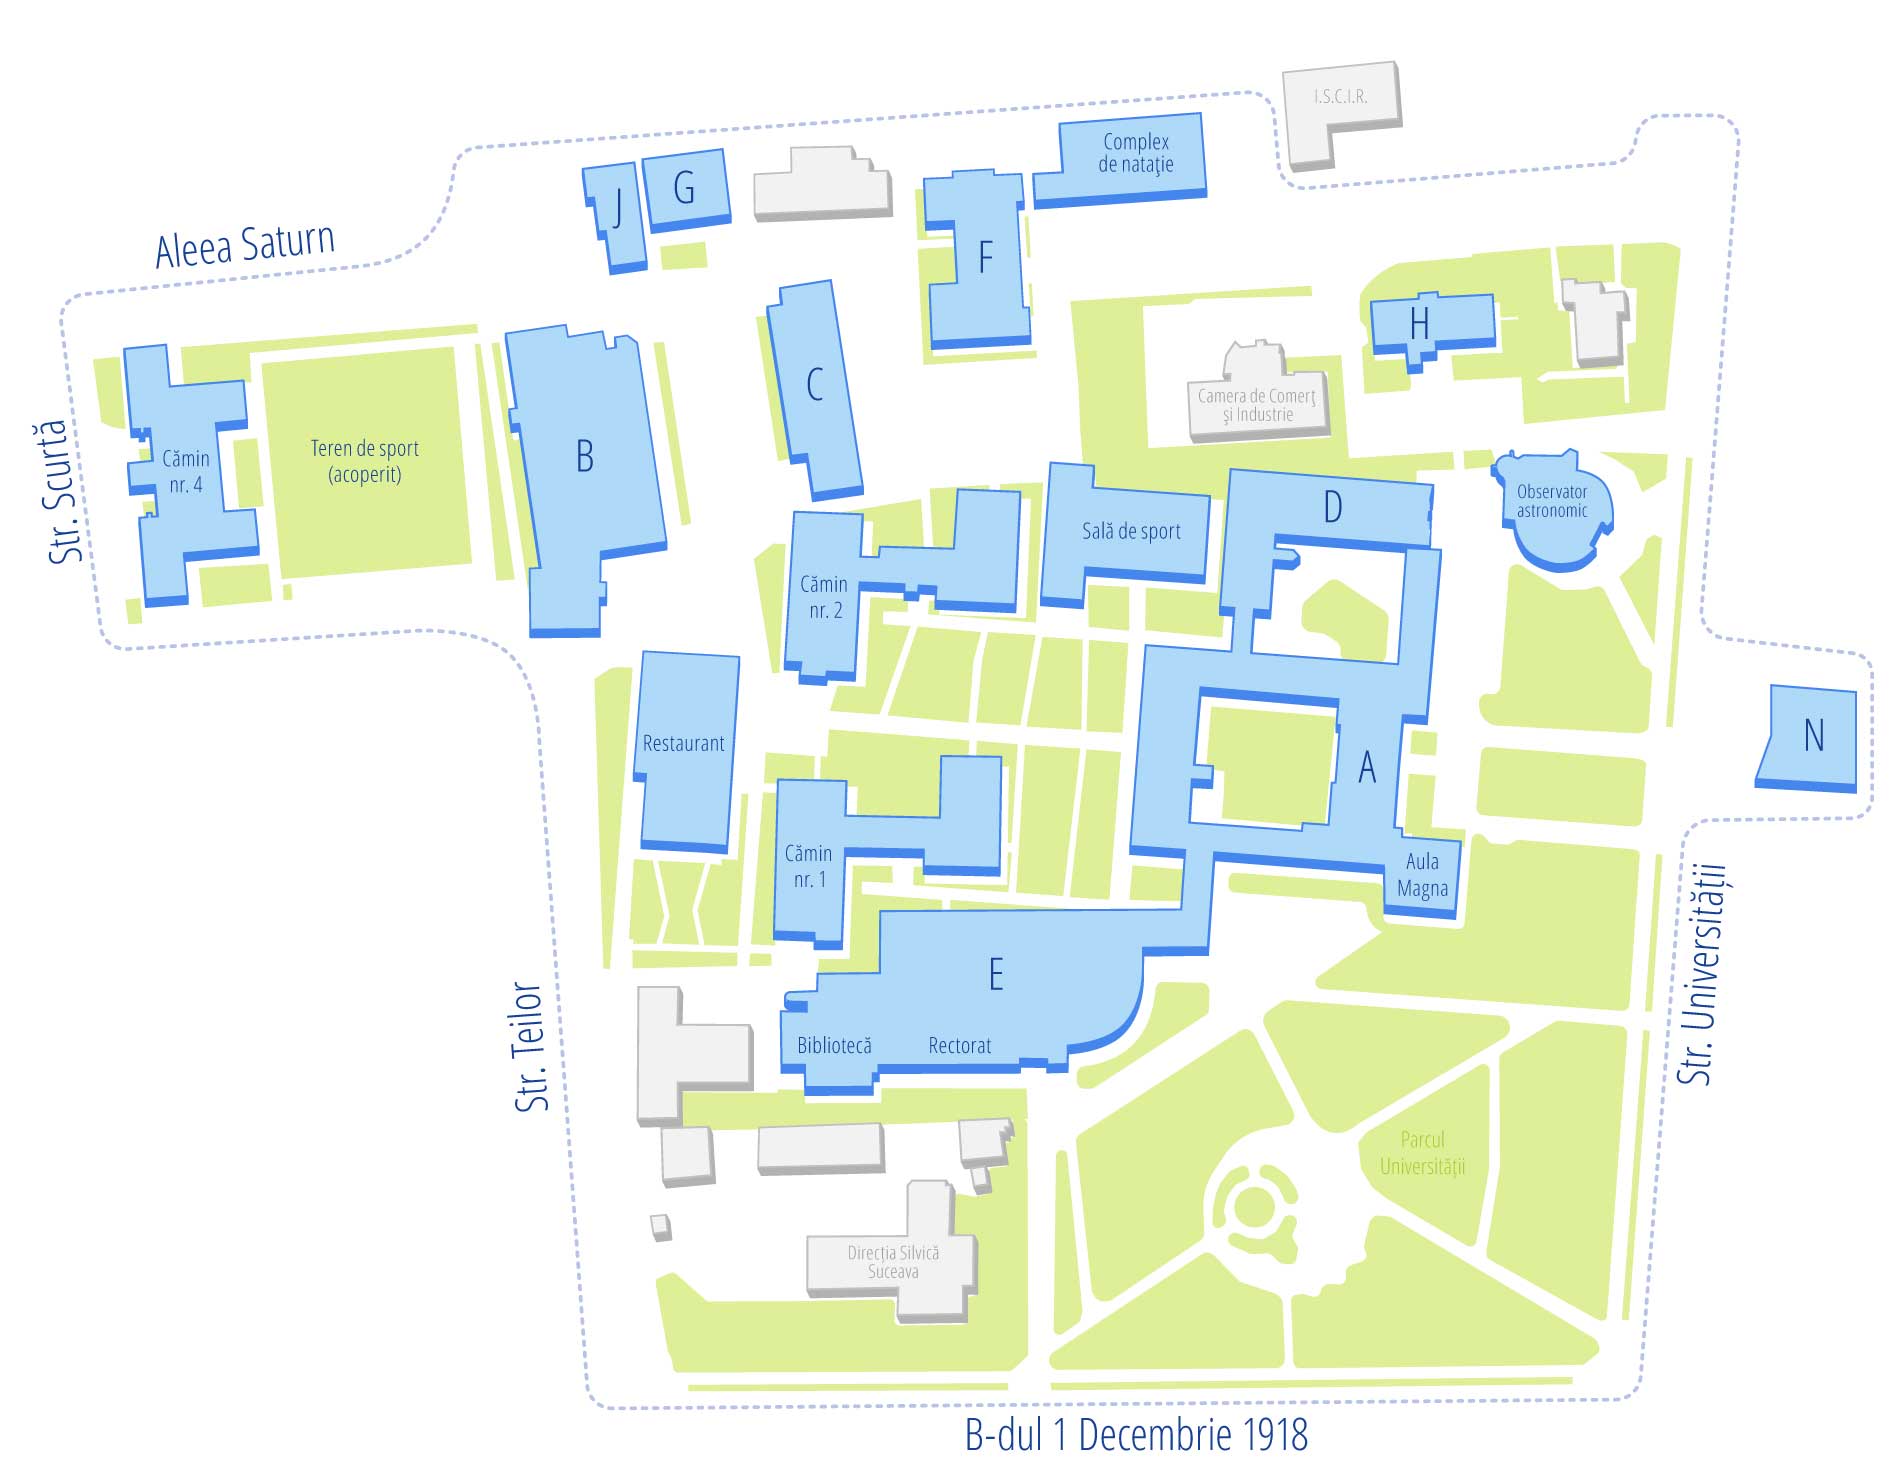 I.S.C.I.R.
Complex
de natație
J
G
F
Aleea Saturn
H
C
Camera de Comerț
și Industrie
Str. Scurtă
Cămin
nr. 4
Teren de sport
(acoperit)
B
D
Observator
astronomic
Sală de sport
Cămin
nr. 2
Restaurant
A
N
Cămin
nr. 1
Aula
Magna
E
Bibliotecă
Rectorat
Str. Teilor
Str. Universității
Parcul
Universității
Direcția Silvică
Suceava
B-dul 1 Decembrie 1918